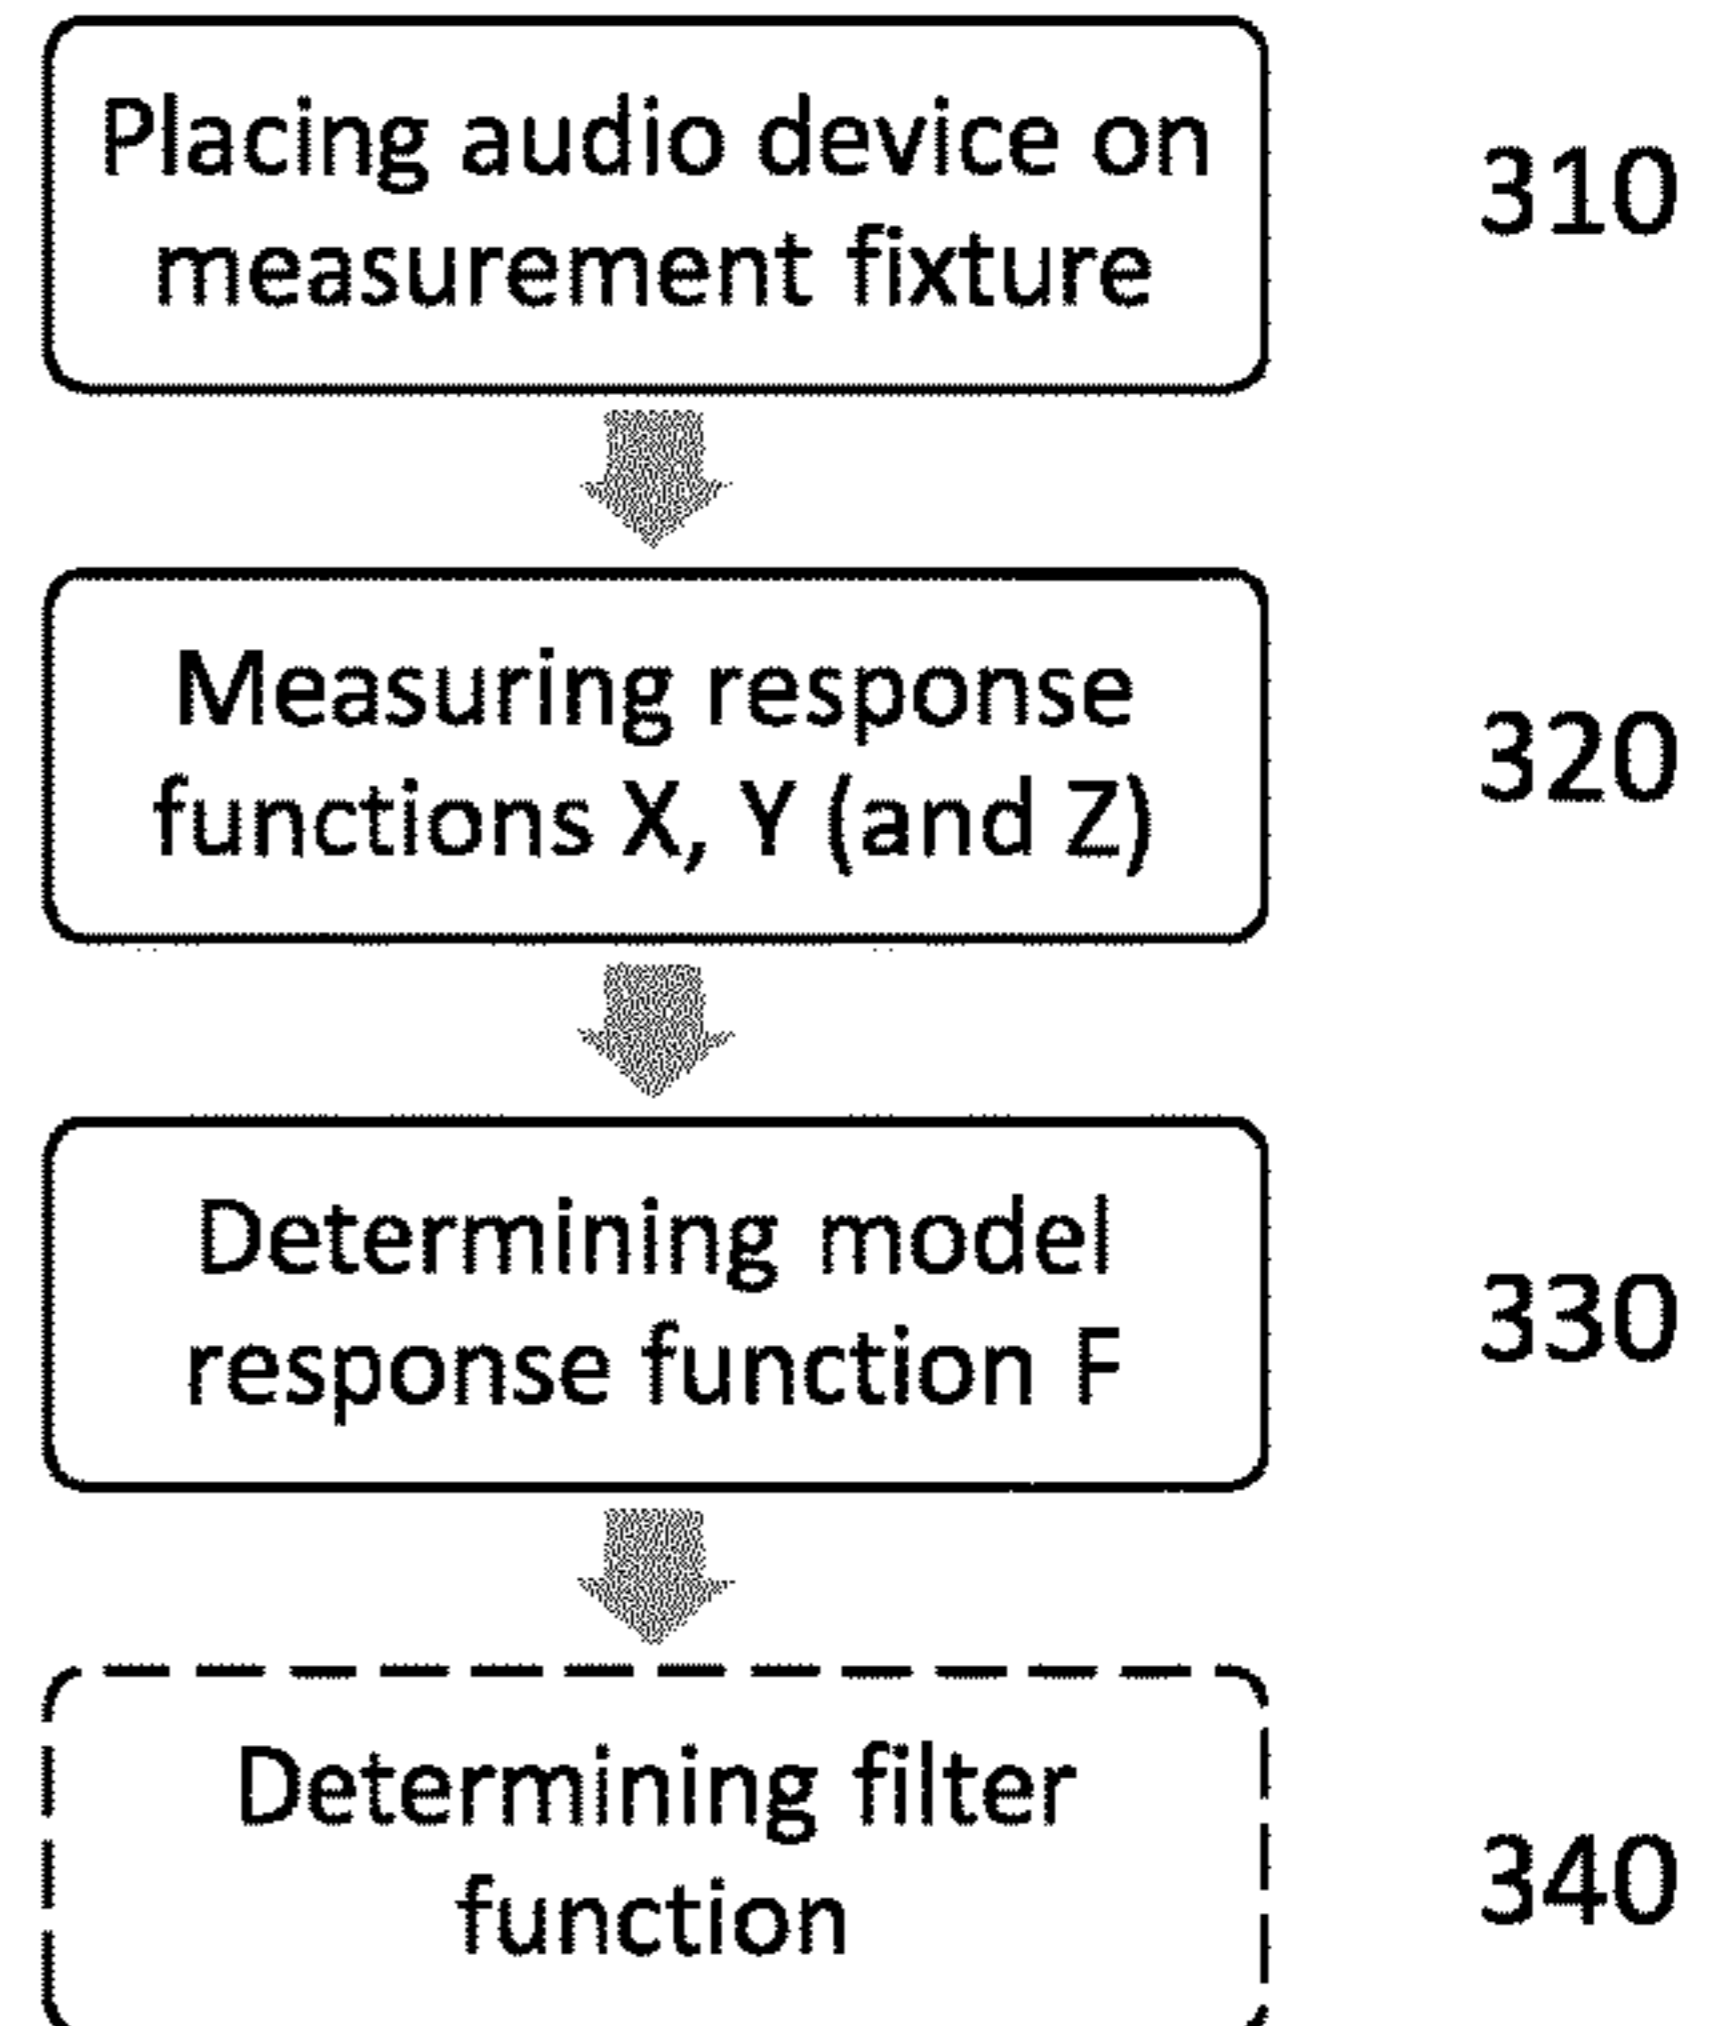 Placing audio device on
measurement fixture
310
Measuring response
functions X, Y (and Z)
320
Determining model
response function F
330
Determining filter
function
340